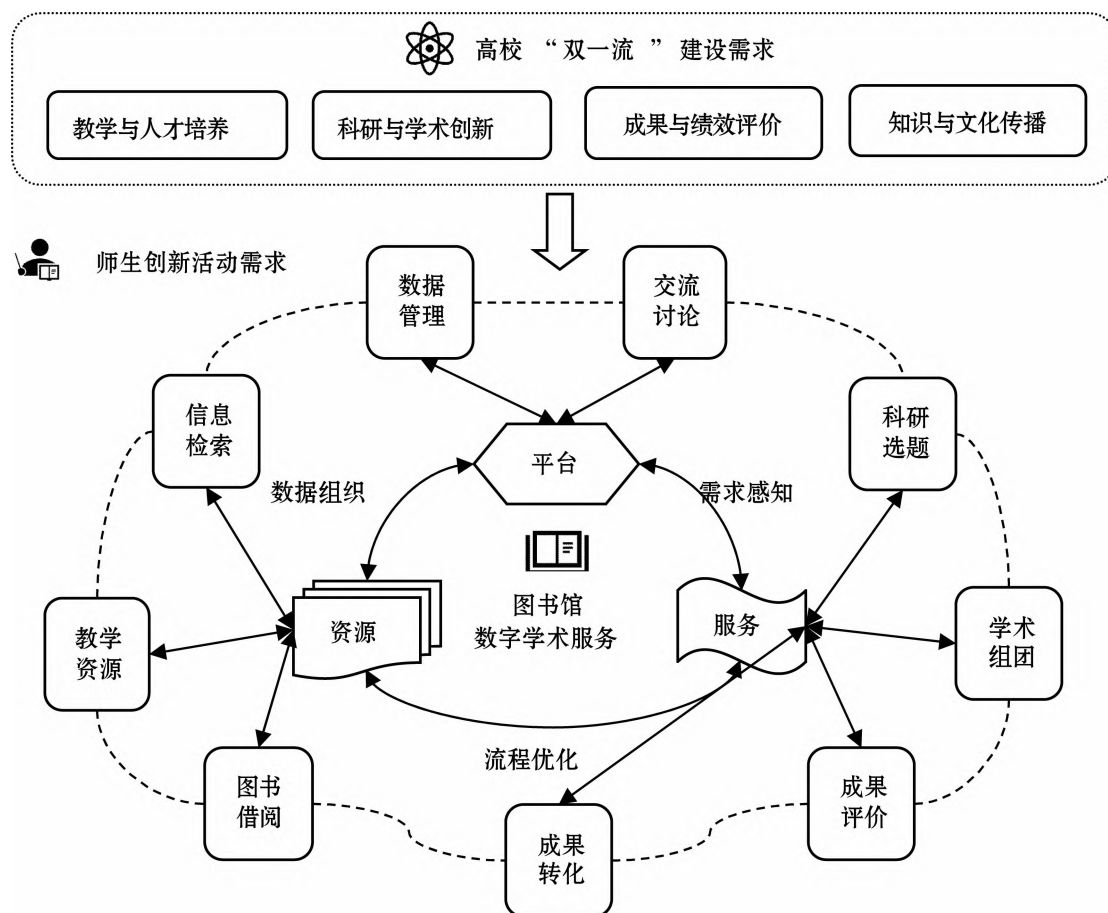 高校 “双一流 ” 建设需求
教学与人才培养
科研与学术创新
成果与绩效评价
知识与文化传播
师生创新活动需求
数据
管理
交流
讨论
信息
检索
科研
选题
平台
数据组织
需求感知
图书馆
数字学术服务
资源
服务
教学
资源
学术
组团
流程优化
图书
借阅
成果
评价
成果
转化